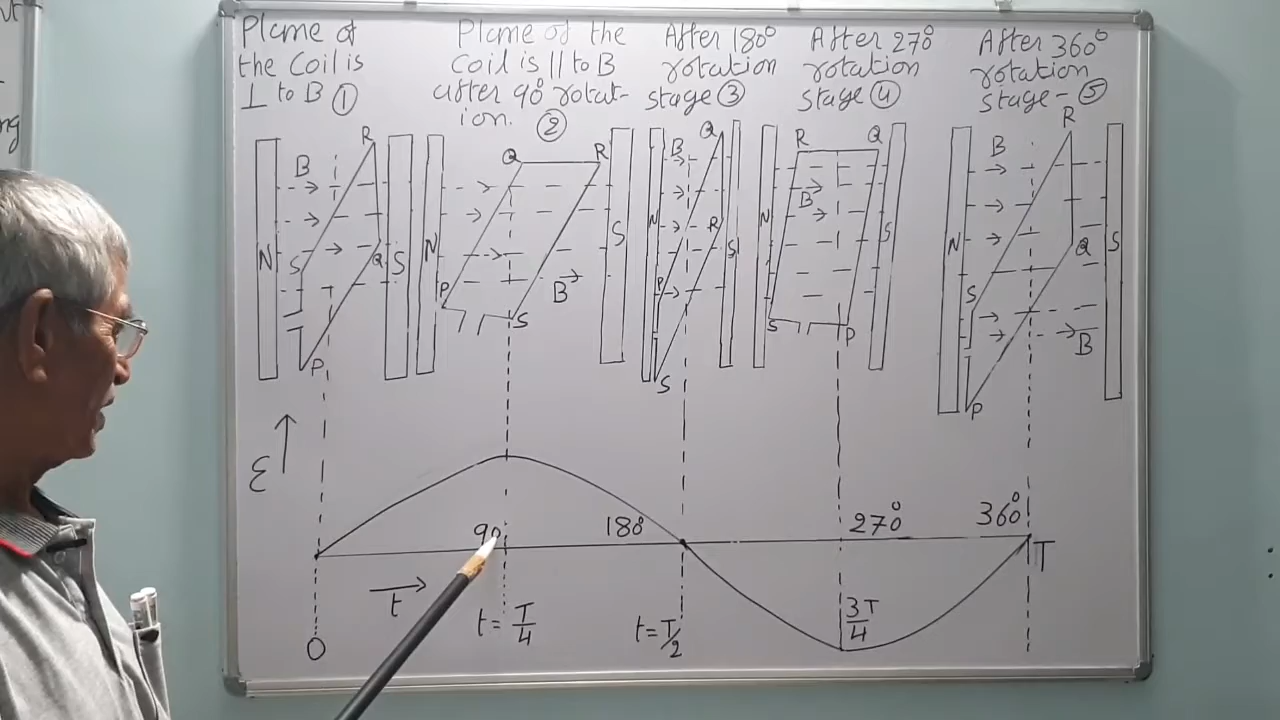 Plane of
the Coil is
⊥ to B ①
Plane of the
Coil is || to B
after 90° rotat-
ion. ②
After 180°
rotation
stage ③
After 270°
rotation
stage ④
After 360°
rotation
stage - ⑤
N
B
R
S
Q
S
P
N
Q
R
P
S
B
S
N
B
Q
P
R
S
S
N
R
Q
B
S
P
S
N
B
R
S
Q
S
P
B
ε
90°
180°
270°
360°
t
T
0
t = T/4
t = T/2
3T/4